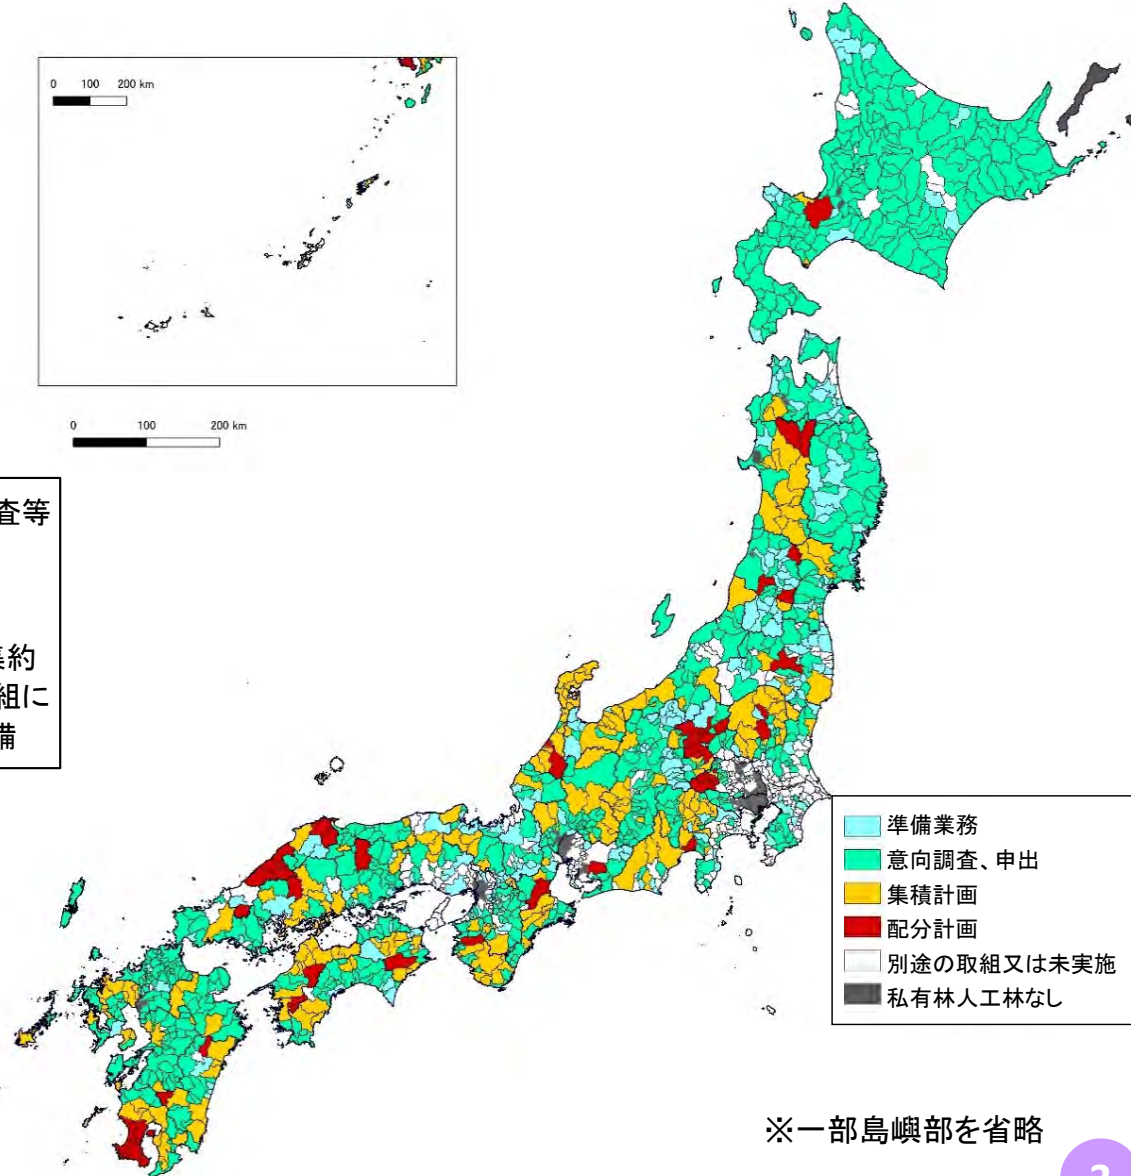 0 100 200 km
0 100 200 km
査等
集約
組に
備
準備業務
意向調査、申出
集積計画
配分計画
別途の取組又は未実施
私有林人工林なし
※一部島嶼部を省略
3